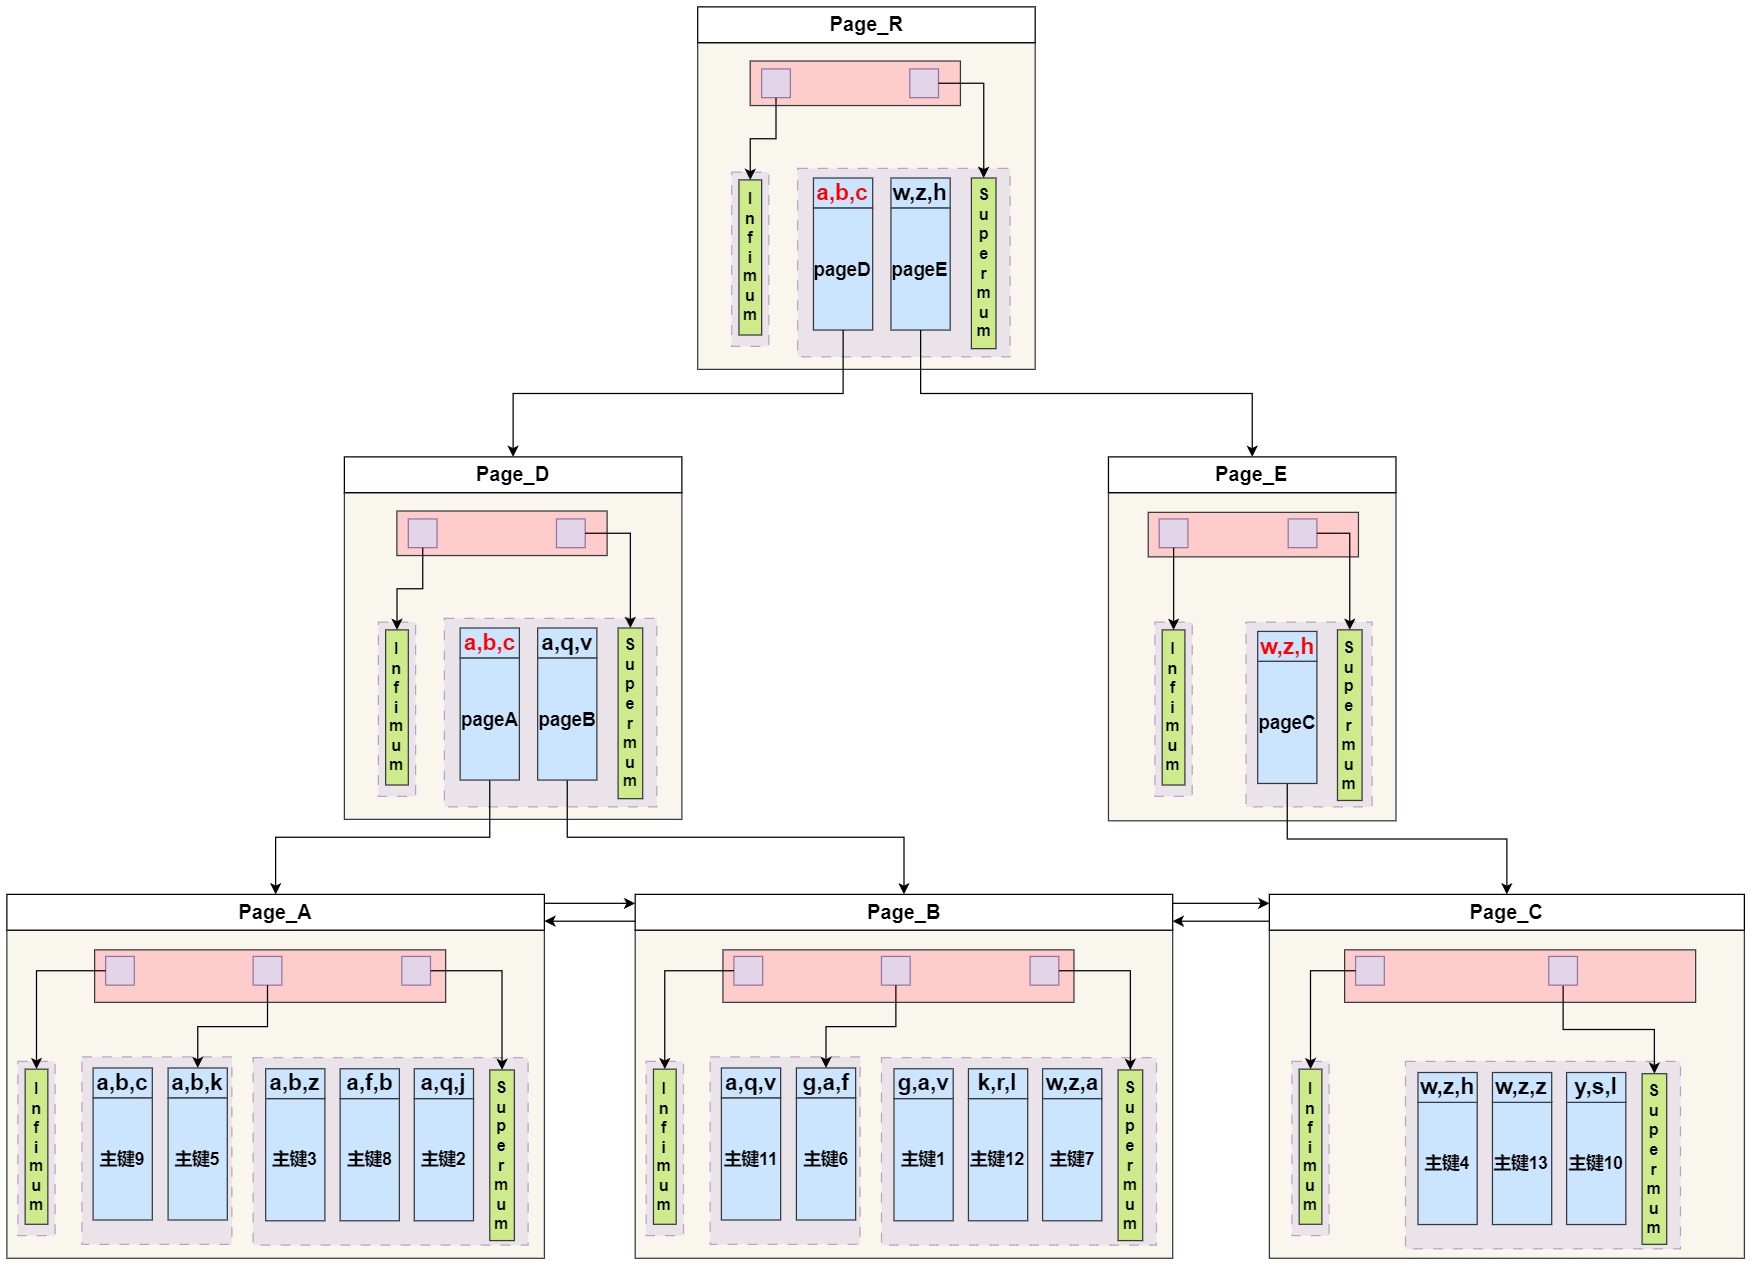 Page_R
Infimum
a,b,c
pageD
w,z,h
pageE
Supermum
Page_D
Infimum
a,b,c
pageA
a,q,v
pageB
Supermum
Page_E
Infimum
w,z,h
pageC
Supermum
Page_A
Infimum
a,b,c
主键9
a,b,k
主键5
a,b,z
主键3
a,f,b
主键8
a,q,j
主键2
Supermum
Page_B
Infimum
a,q,v
主键11
g,a,f
主键6
g,a,v
主键1
k,r,l
主键12
w,z,a
主键7
Supermum
Page_C
Infimum
w,z,h
主键4
w,z,z
主键13
y,s,l
主键10
Supermum